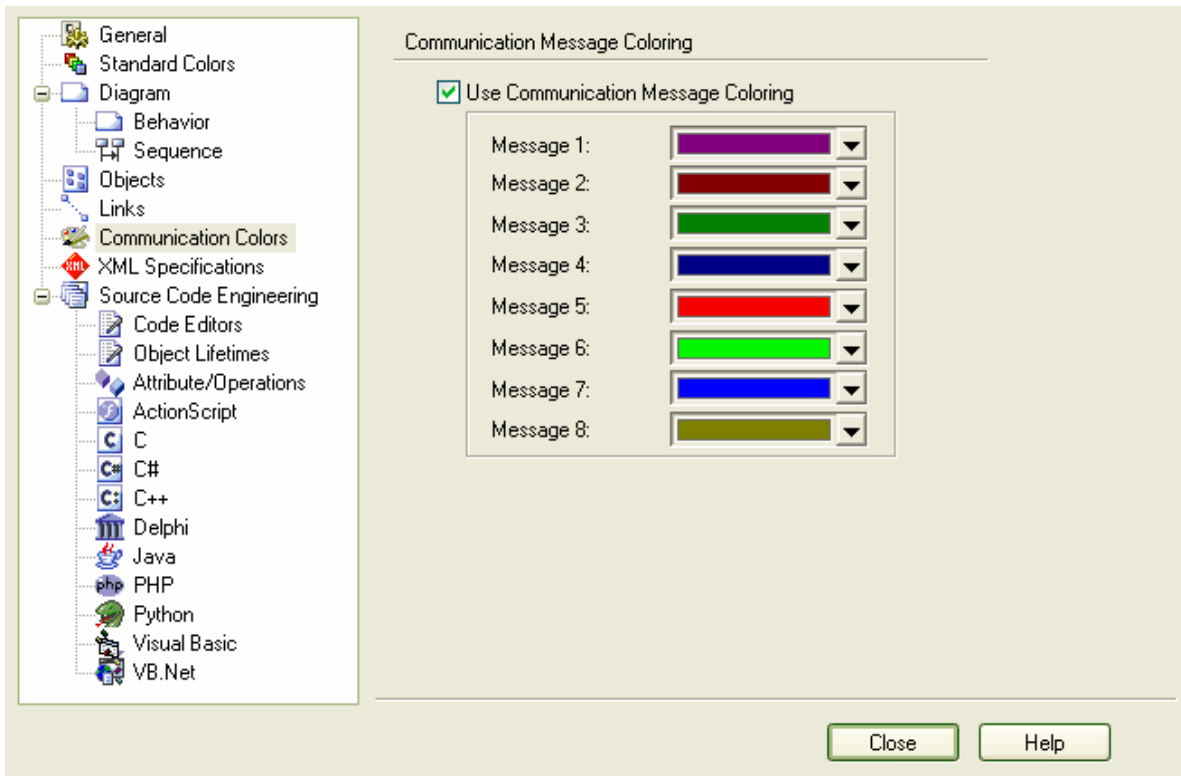 General
Standard Colors
Diagram
Behavior
Sequence
Objects
Links
Communication Colors
XML XML Specifications
Source Code Engineering
Code Editors
Object Lifetimes
Attribute/Operations
ActionScript
C C
C# C#
C++
Delphi
Java
php PHP
Python
Visual Basic
VB.Net
Communication Message Coloring
Use Communication Message Coloring
Message 1:
Message 2:
Message 3:
Message 4:
Message 5:
Message 6:
Message 7:
Message 8:
Close Help